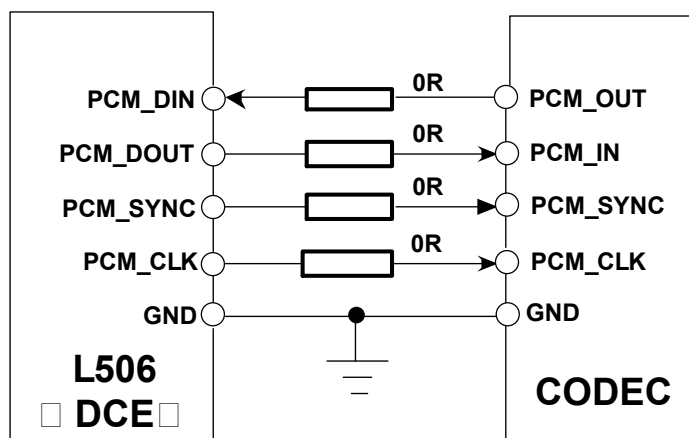 PCM_DIN 0R PCM_OUT
PCM_DOUT 0R PCM_IN
PCM_SYNC 0R PCM_SYNC
PCM_CLK 0R PCM_CLK
GND GND
L506
□ DCE□
CODEC